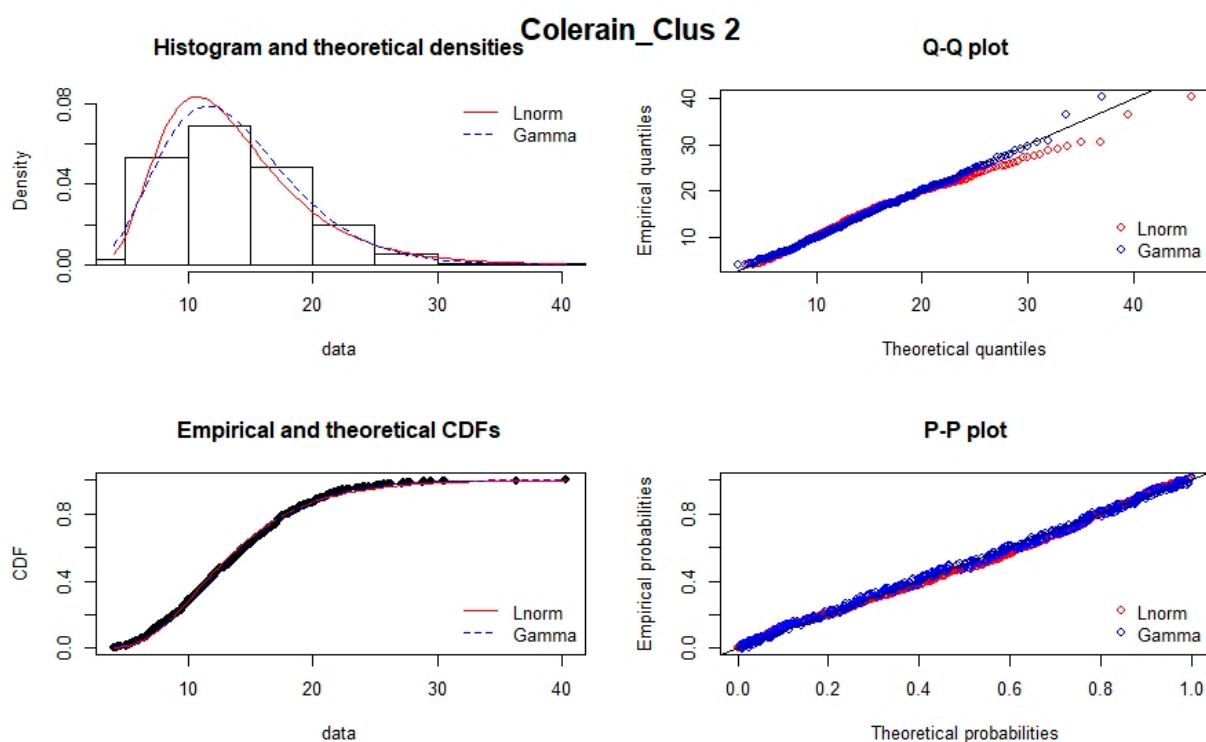 Colerain_Clus 2
Histogram and theoretical densities
Density
0.00
0.04
0.08
Lnorm
Gamma
10 20 30 40
data
Q-Q plot
Empirical quantiles
10
20
30
40
Lnorm
Gamma
10 20 30 40
Theoretical quantiles
Empirical and theoretical CDFs
CDF
0.0
0.4
0.8
Lnorm
Gamma
10 20 30 40
data
P-P plot
Empirical probabilities
0.0
0.4
0.8
Lnorm
Gamma
0.0 0.2 0.4 0.6 0.8 1.0
Theoretical probabilities